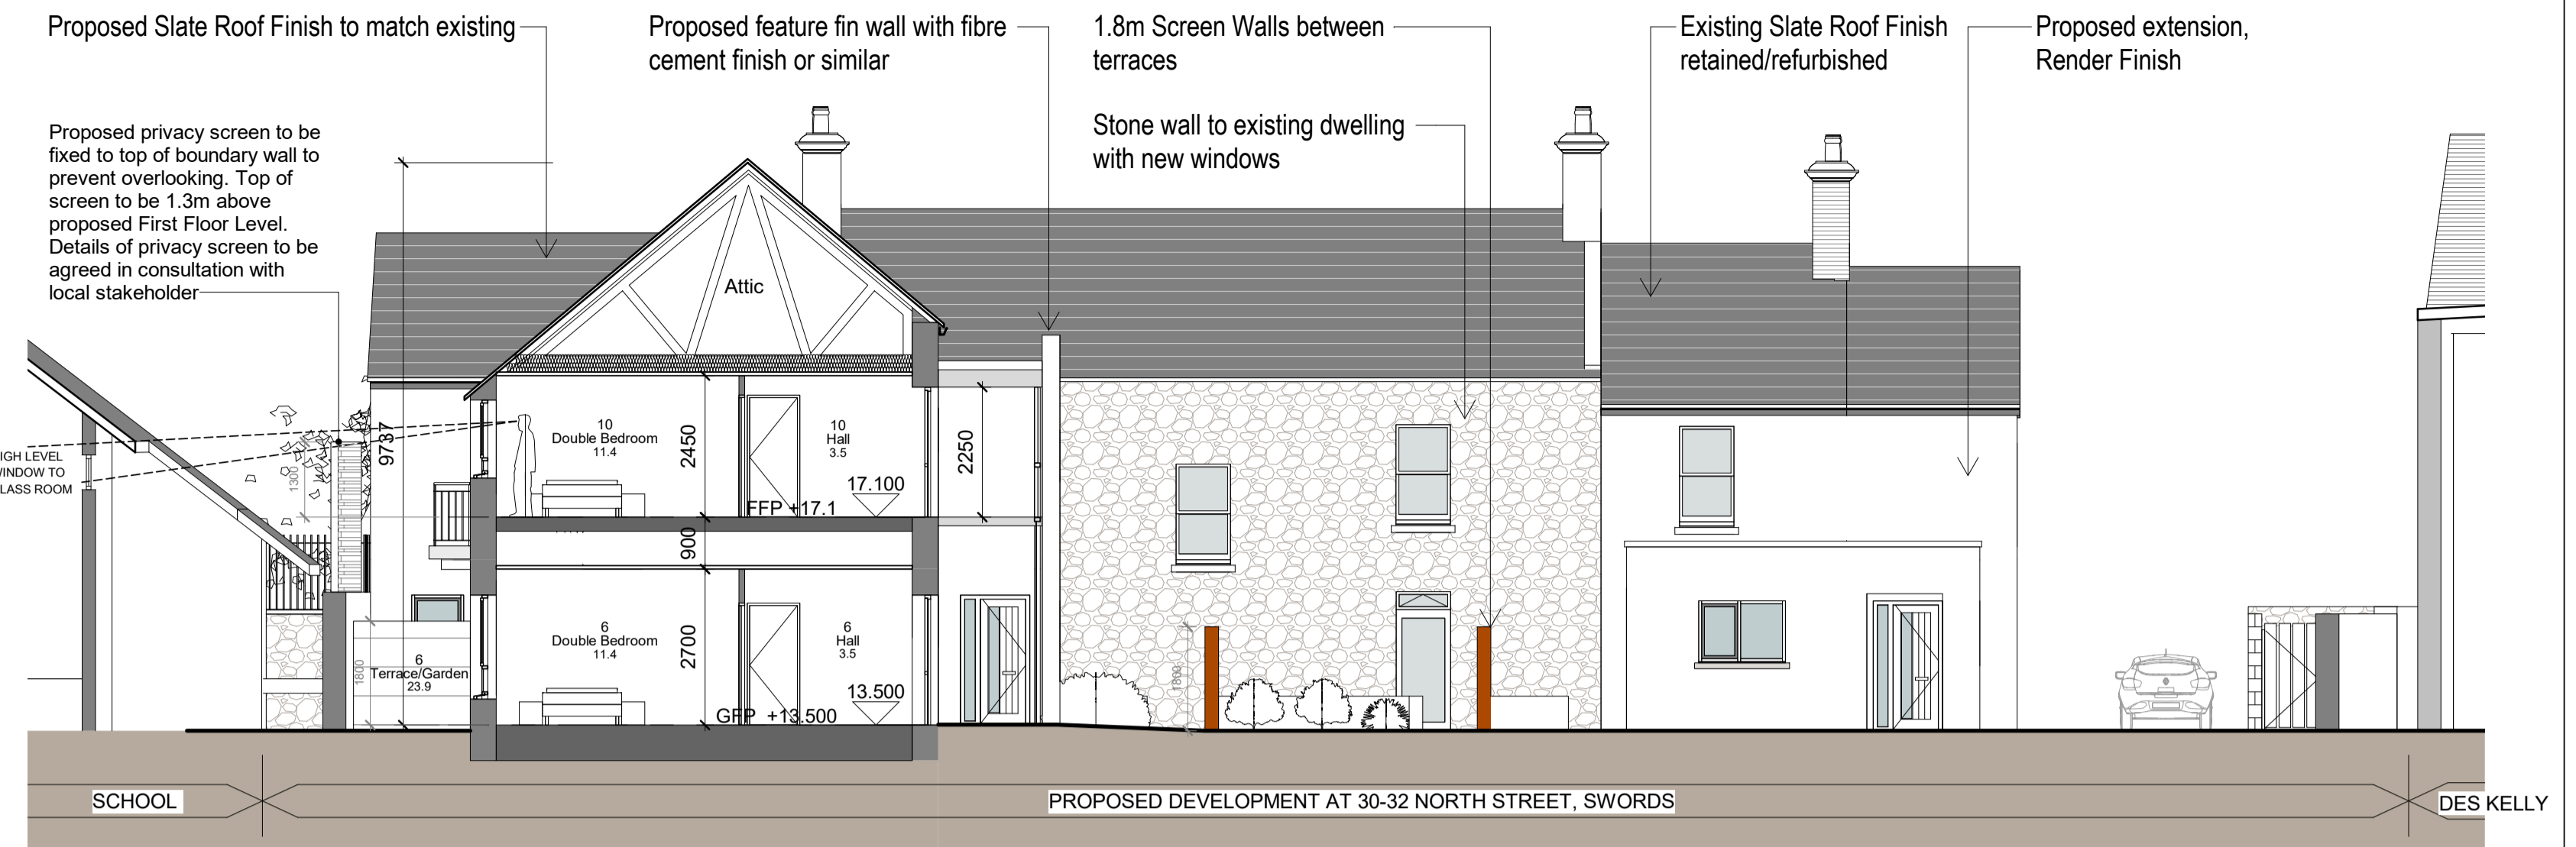 Proposed Slate Roof Finish to match existing
Proposed feature fin wall with fibre
cement finish or similar
1.8m Screen Walls between
terraces
Existing Slate Roof Finish
retained/refurbished
Proposed extension,
Render Finish
Stone wall to existing dwelling
with new windows
Proposed privacy screen to be
fixed to top of boundary wall to
prevent overlooking. Top of
screen to be 1.3m above
proposed First Floor Level.
Details of privacy screen to be
agreed in consultation with
local stakeholder
Attic
9737
IGH LEVEL
INDOW TO
LASS ROOM
1300
10
Double Bedroom
11.4
2450
10
Hall
3.5
17.100
FFP +17.1
2250
900
6
Double Bedroom
11.4
2700
6
Hall
3.5
13.500
GFP +13.500
6
Terrace/Garden
23.9
1800
1800
SCHOOL
PROPOSED DEVELOPMENT AT 30-32 NORTH STREET, SWORDS
DES KELLY